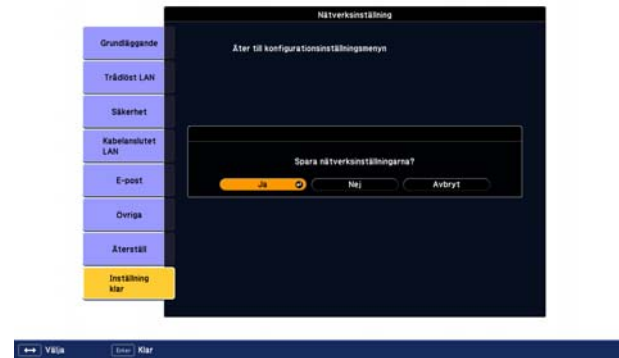 Nätverksinställning
Grundläggande
Åter till konfigurationsinställningsmenyn
Trådlöst LAN
Säkerhet
Kabelanslutet
LAN
Spara nätverksinställningarna?
E-post
Ja Nej Avbryt
Övriga
Återställ
Inställning
klar
Välja Enter Klar